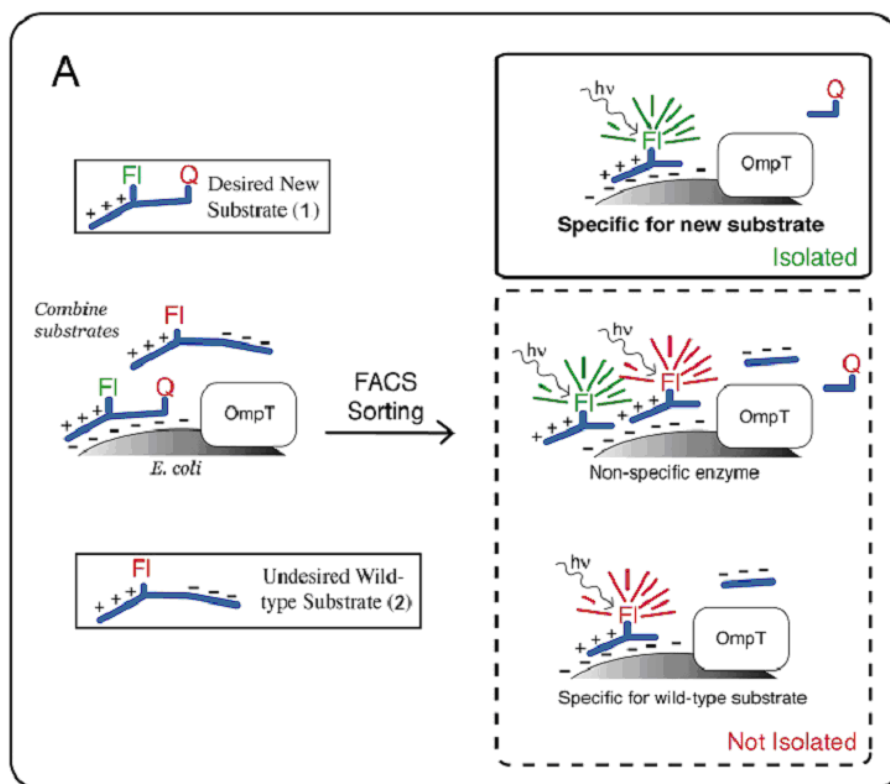 A
Fl
Q
Desired New
Substrate (1)
+ + +
Combine
substrates
Fl
+ + +
- - -
Fl
Q
+ + +
OmpT
- - - - - - -
E. coli
Fl
+ + +
- - -
Undesired Wild-
type Substrate (2)
FACS
Sorting
hν
Fl
Q
+ + +
OmpT
Specific for new substrate
Isolated
hν
hν
Fl
Fl
- - -
Q
+ + +
+ + +
OmpT
Non-specific enzyme
hν
Fl
- - -
+ + +
OmpT
Specific for wild-type substrate
Not Isolated